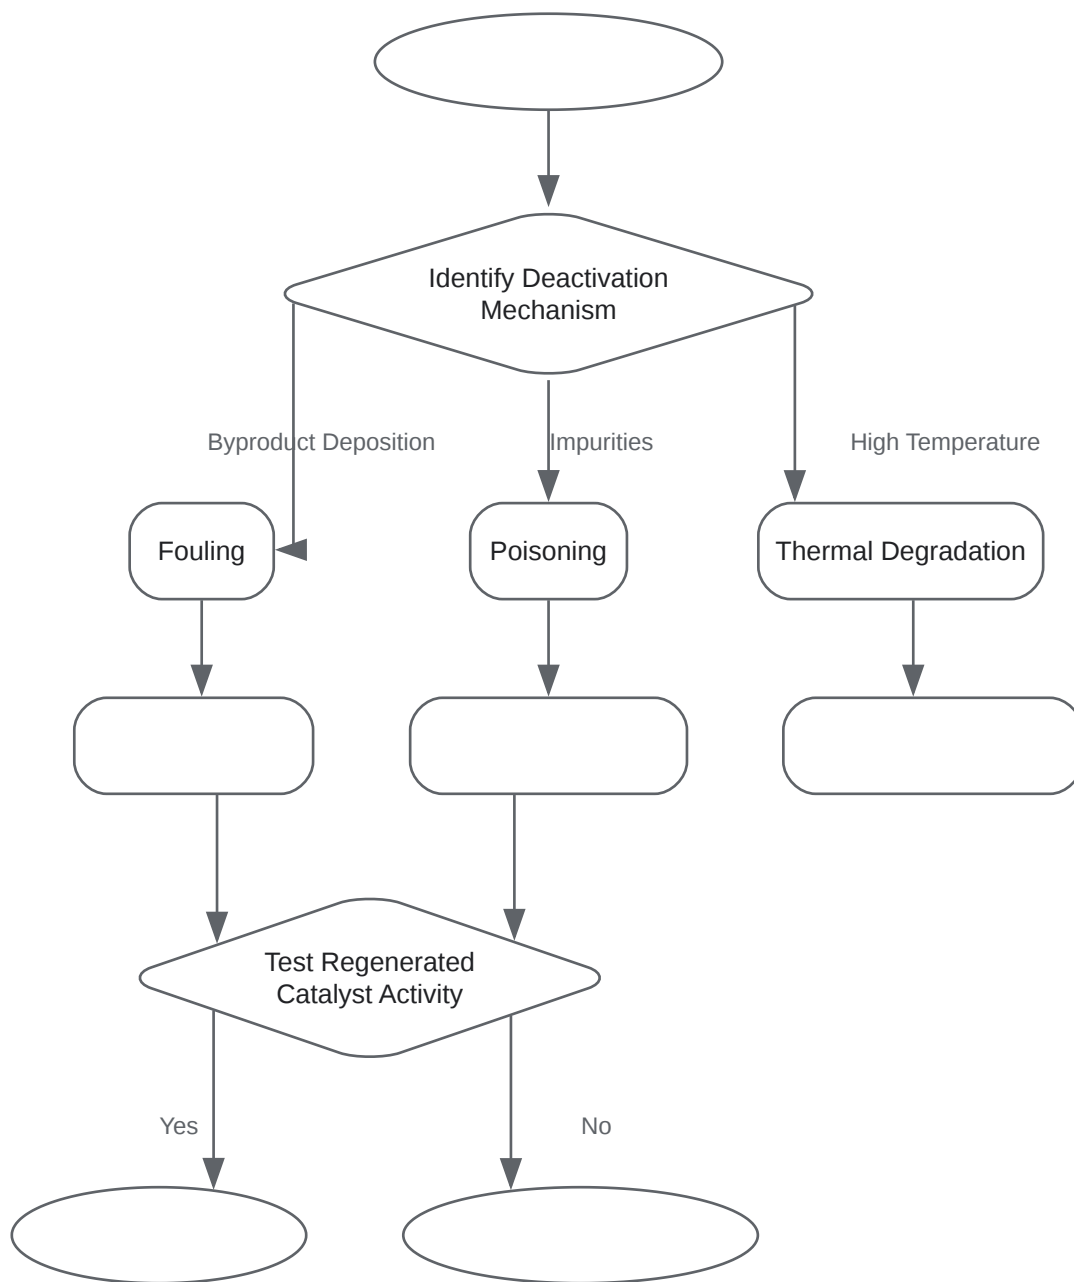 Identify Deactivation
Mechanism
Byproduct Deposition
Impurities
High Temperature
Fouling
Poisoning
Thermal Degradation
Test Regenerated
Catalyst Activity
Yes
No